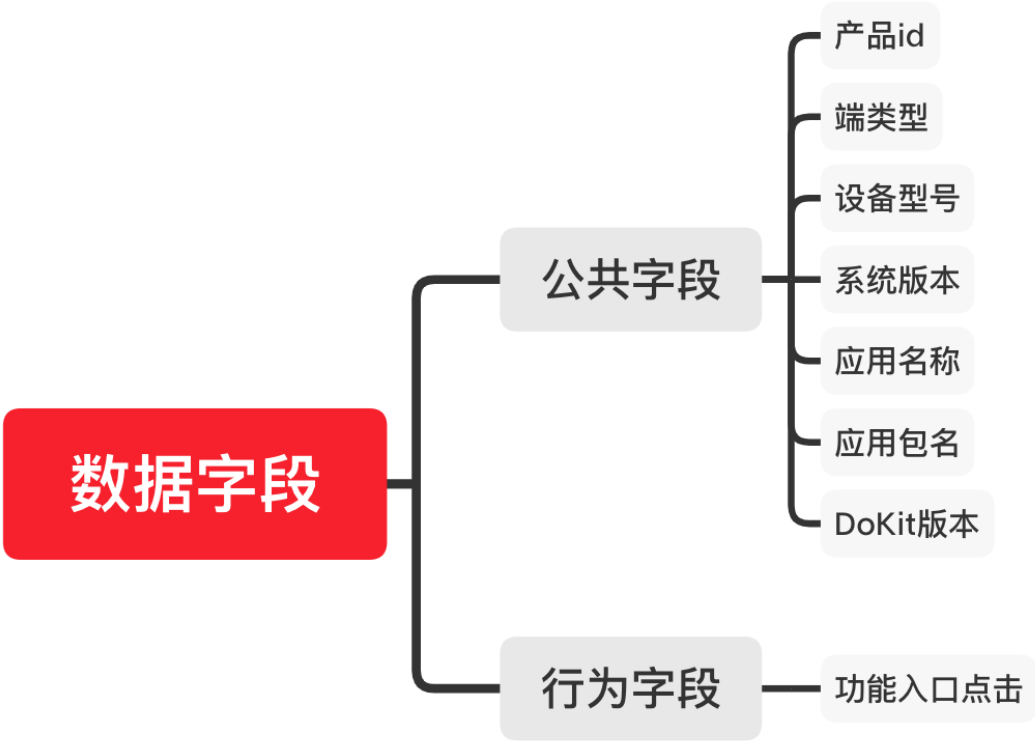 数据字段
公共字段
产品id
端类型
设备型号
系统版本
应用名称
应用包名
DoKit版本
行为字段
功能入口点击